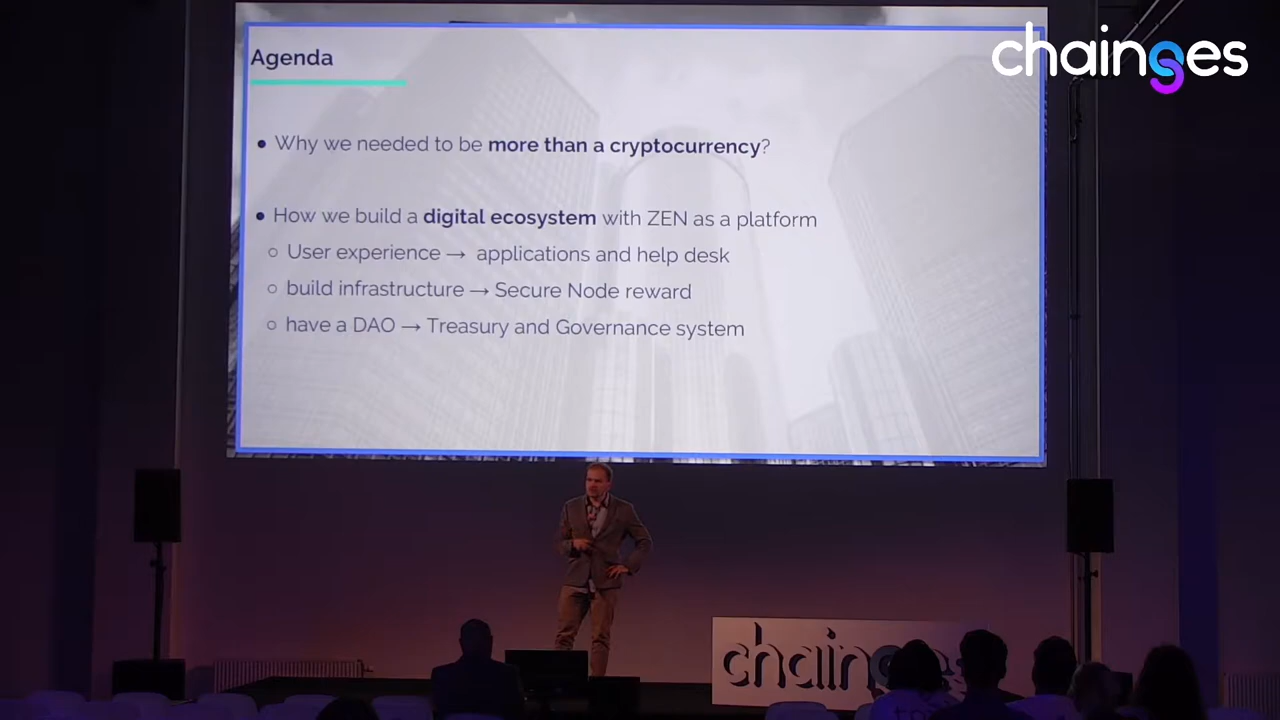 Agenda
chainges
• Why we needed to be more than a cryptocurrency?
• How we build a digital ecosystem with ZEN as a platform
○ User experience → applications and help desk
○ build infrastructure → Secure Node reward
○ have a DAO → Treasury and Governance system